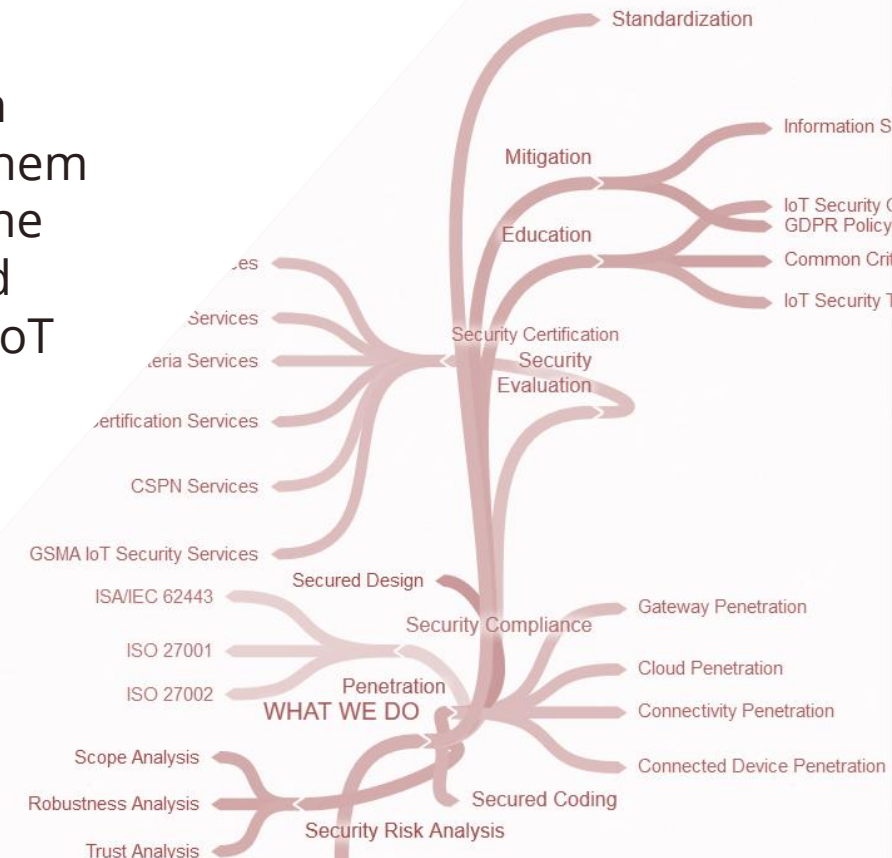 IoT
Standardization
Mitigation
Information
Education
IoT Security
GDPR Policy
Common
IoT Security
Services
Security Certification
Security
Evaluation
Services
Services
CSPN Services
GSMA IoT Security Services
Secured Design
ISA/IEC 62443
Security Compliance
Gateway Penetration
ISO 27001
Cloud Penetration
ISO 27002
Penetration
WHAT WE DO
Connectivity Penetration
Scope Analysis
Connected Device Penetration
Robustness Analysis
Secured Coding
Security Risk Analysis
Trust Analysis